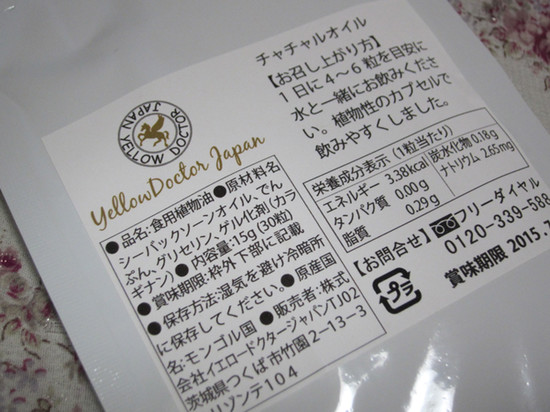 チャチャルオイル
【お召し上がり方】
1日に4~6粒を目安に
水と一緒にお飲みくださ
い。植物性のカプセルで
飲みやすくしました。
JAPAN YELLOW DOCTOR
YellowDoctor Japan
●品名:食用植物油●原材料名
シーバックソーンオイル、でん
ぷん、グリセリン、ゲル化剤(カラ
ギナン)●内容量:15g(30粒)
●賞味期限:枠外下部に記載
●保存方法:湿気を避け冷暗所
に保存してください。●原産国
名:モンゴル国●販売者:株式
会社イエロードクタージャパンTJ02
茨城県つくば市竹園2-13-3
リゾンテ104
栄養成分表示(1粒当たり)
エネルギー 3.38kcal
タンパク質 0.00g
脂質 0.29g
炭水化物 0.18g
ナトリウム 2.65mg
【お問合せ】フリーダイヤル
0120-339-588
賞味期限 2015.
プラ